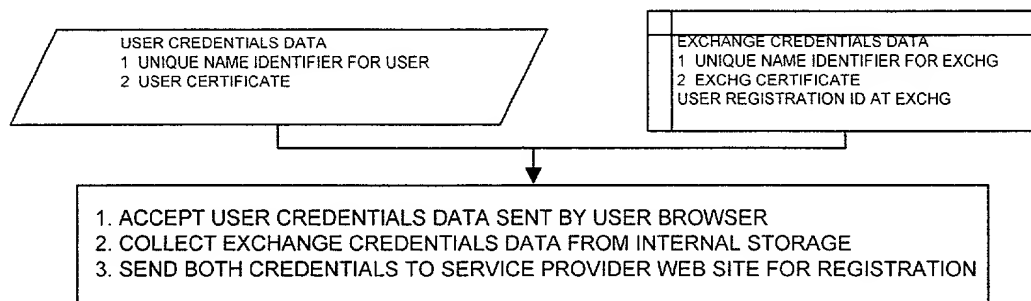 USER CREDENTIALS DATA
1 UNIQUE NAME IDENTIFIER FOR USER
2 USER CERTIFICATE
EXCHANGE CREDENTIALS DATA
1 UNIQUE NAME IDENTIFIER FOR EXCHG
2 EXCHG CERTIFICATE
USER REGISTRATION ID AT EXCHG
1. ACCEPT USER CREDENTIALS DATA SENT BY USER BROWSER
2. COLLECT EXCHANGE CREDENTIALS DATA FROM INTERNAL STORAGE
3. SEND BOTH CREDENTIALS TO SERVICE PROVIDER WEB SITE FOR REGISTRATION